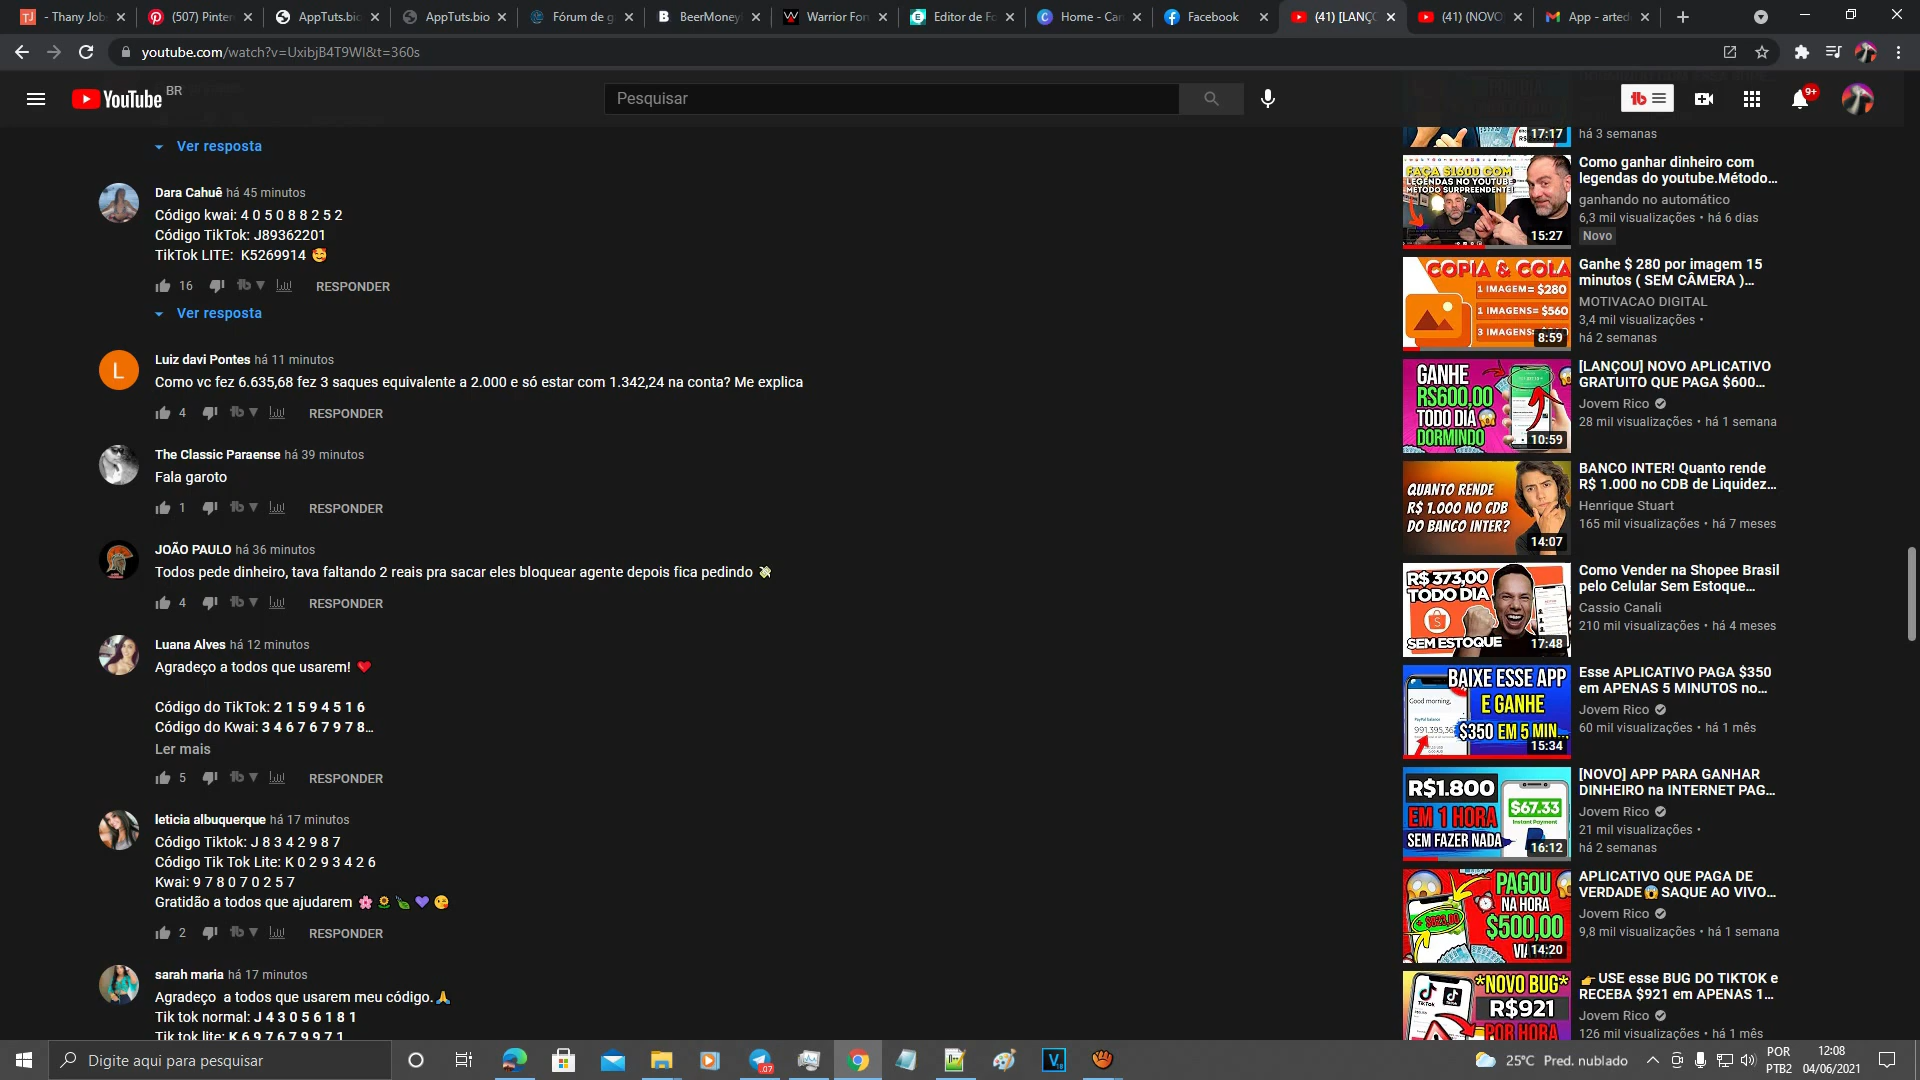 - Thany Job
(507) Pinter
AppTuts.bio
AppTuts.bio
Fórum de g
BeerMoney
Warrior For
Editor de Fo
Home - Can
Facebook
(41) [LANÇ
(41) (NOVO
App - arted
youtube.com/watch?v=UxibjB4T9WI&t=360s
YouTube BR
Pesquisar
9+
Ver resposta
Dara Cahuê há 45 minutos
Código kwai: 4 0 5 0 8 8 2 5 2
Código TikTok: J89362201
TikTok LITE: K5269914 🥰
16 RESPONDER
Ver resposta
L
Luiz davi Pontes há 11 minutos
Como vc fez 6.635,68 fez 3 saques equivalente a 2.000 e só estar com 1.342,24 na conta? Me explica
4 RESPONDER
The Classic Paraense há 39 minutos
Fala garoto
1 RESPONDER
JOÃO PAULO há 36 minutos
Todos pede dinheiro, tava faltando 2 reais pra sacar eles bloquear agente depois fica pedindo 💸
4 RESPONDER
Luana Alves há 12 minutos
Agradeço a todos que usarem! ❤️
Código do TikTok: 2 1 5 9 4 5 1 6
Código do Kwai: 3 4 6 7 6 7 9 7 8…
Ler mais
5 RESPONDER
leticia albuquerque há 17 minutos
Código Tiktok: J 8 3 4 2 9 8 7
Código Tik Tok Lite: K 0 2 9 3 4 2 6
Kwai: 9 7 8 0 7 0 2 5 7
Gratidão a todos que ajudarem 🌸🌻🍃💜😘
2 RESPONDER
sarah maria há 17 minutos
Agradeço a todos que usarem meu código.🙏
Tik tok normal: J 4 3 0 5 6 1 8 1
Tik tok lite: K 6 9 7 6 7 9 9 7 1
17:17
há 3 semanas
FAÇA $1600 COM
LEGENDAS NO YOUTUBE
MÉTODO SURPREENDENTE!
15:27
Como ganhar dinheiro com
legendas do youtube.Método...
ganhando no automático
6,3 mil visualizações • há 6 dias
Novo
COPIA & COLA
1 IMAGEM= $280
1 IMAGENS= $560
3 IMAGENS=
8:59
Ganhe $ 280 por imagem 15
minutos ( SEM CÂMERA )...
MOTIVACAO DIGITAL
3,4 mil visualizações •
há 2 semanas
GANHE
R$600,00
TODO DIA
DORMINDO
10:59
[LANÇOU] NOVO APLICATIVO
GRATUITO QUE PAGA $600...
Jovem Rico
28 mil visualizações • há 1 semana
QUANTO RENDE
R$ 1.000 NO CDB
DO BANCO INTER?
14:07
BANCO INTER! Quanto rende
R$ 1.000 no CDB de Liquidez...
Henrique Stuart
165 mil visualizações • há 7 meses
R$ 373,00
TODO DIA
SEM ESTOQUE
17:48
Como Vender na Shopee Brasil
pelo Celular Sem Estoque...
Cassio Canali
210 mil visualizações • há 4 meses
BAIXE ESSE APP
E GANHE
$350 EM 5 MIN...
Good morning,
PayPal Balance
991.395,36
15:34
Esse APLICATIVO PAGA $350
em APENAS 5 MINUTOS no...
Jovem Rico
60 mil visualizações • há 1 mês
R$1.800
EM 1 HORA
SEM FAZER NADA
$67.33
Instant Payment
16:12
[NOVO] APP PARA GANHAR
DINHEIRO na INTERNET PAG...
Jovem Rico
21 mil visualizações •
há 2 semanas
PAGOU
NA HORA
$500,00
14:20
APLICATIVO QUE PAGA DE
VERDADE😱SAQUE AO VIVO...
Jovem Rico
9,8 mil visualizações • há 1 semana
*NOVO BUG*
R$921
POR HORA
TikTok
👉USE esse BUG DO TIKTOK e
RECEBA $921 em APENAS 1...
Jovem Rico
126 mil visualizações • há 1 mês
Digite aqui para pesquisar
25°C Pred. nublado
POR
PTB2
12:08
04/06/2021